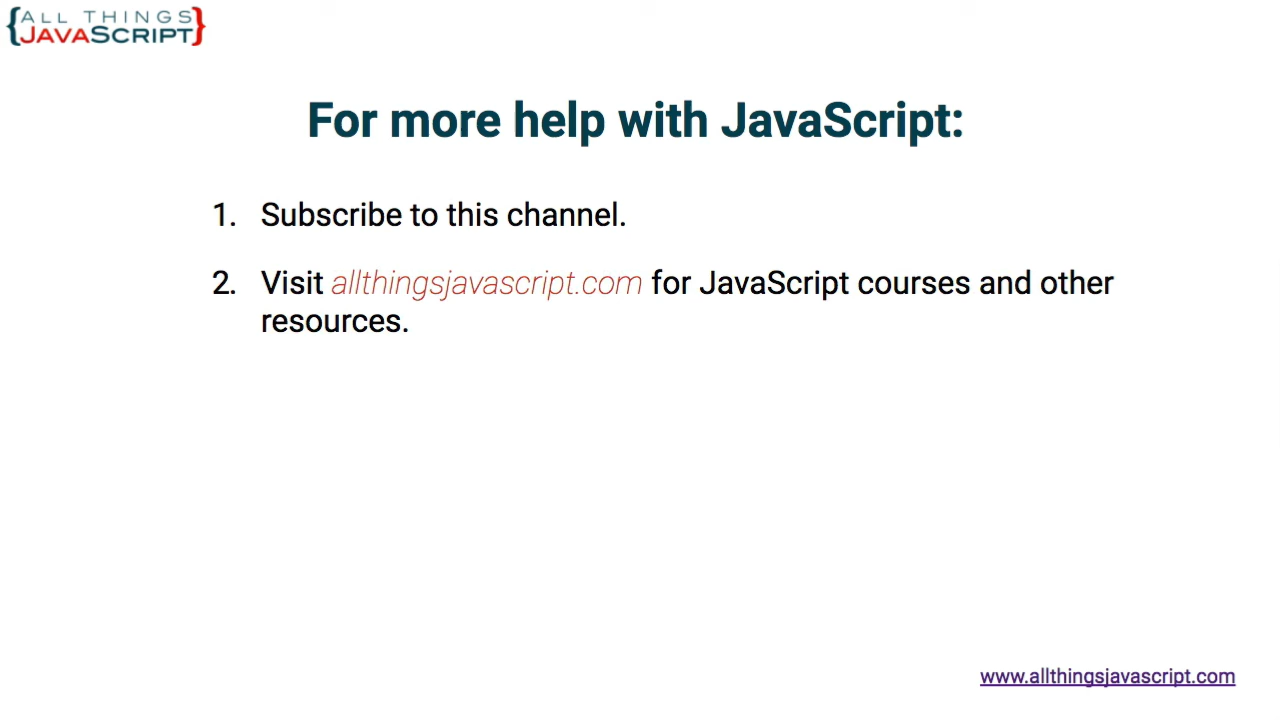 {ALL THINGS
JAVASCRIPT}
For more help with JavaScript:
1. Subscribe to this channel.
2. Visit allthingsjavascript.com for JavaScript courses and other
resources.
www.allthingsjavascript.com